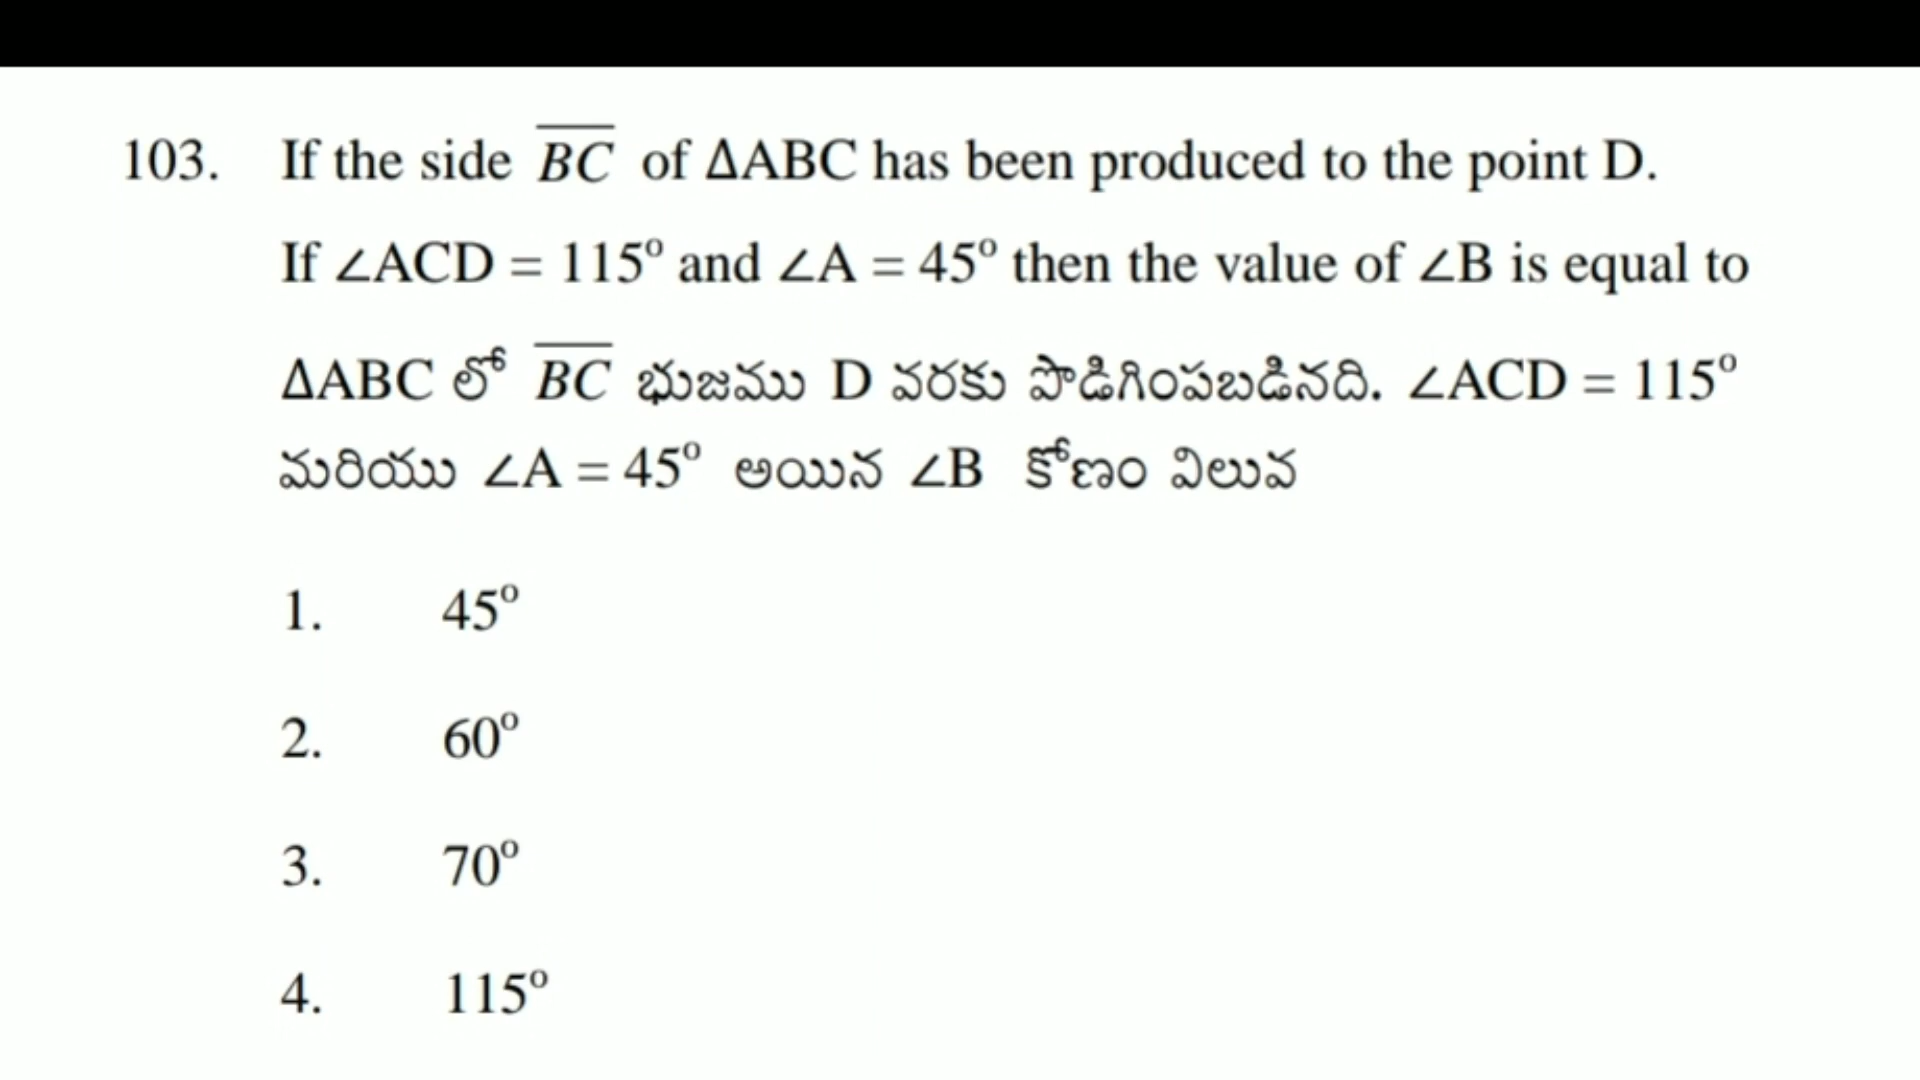 103. If the side BC of ΔABC has been produced to the point D.
If ∠ACD = 115° and ∠A = 45° then the value of ∠B is equal to
ΔABC లో BC భుజము D వరకు పొడిగింపబడినది. ∠ACD = 115°
మరియు ∠A = 45° అయిన ∠B కోణం విలువ
1. 45°
2. 60°
3. 70°
4. 115°